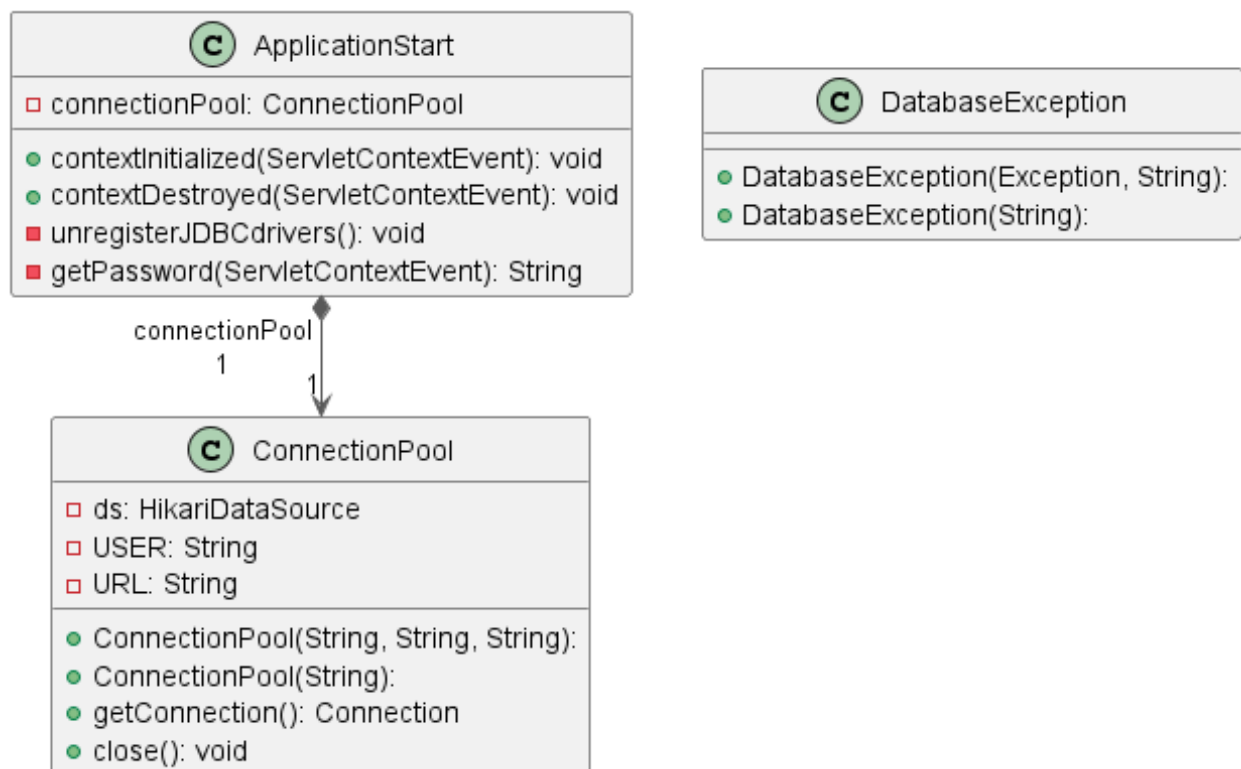 C ApplicationStart
connectionPool: ConnectionPool
contextInitialized(ServletContextEvent): void
contextDestroyed(ServletContextEvent): void
unregisterJDBCdrivers(): void
getPassword(ServletContextEvent): String
C DatabaseException
DatabaseException(Exception, String):
DatabaseException(String):
connectionPool
1
1
C ConnectionPool
ds: HikariDataSource
USER: String
URL: String
ConnectionPool(String, String, String):
ConnectionPool(String):
getConnection(): Connection
close(): void